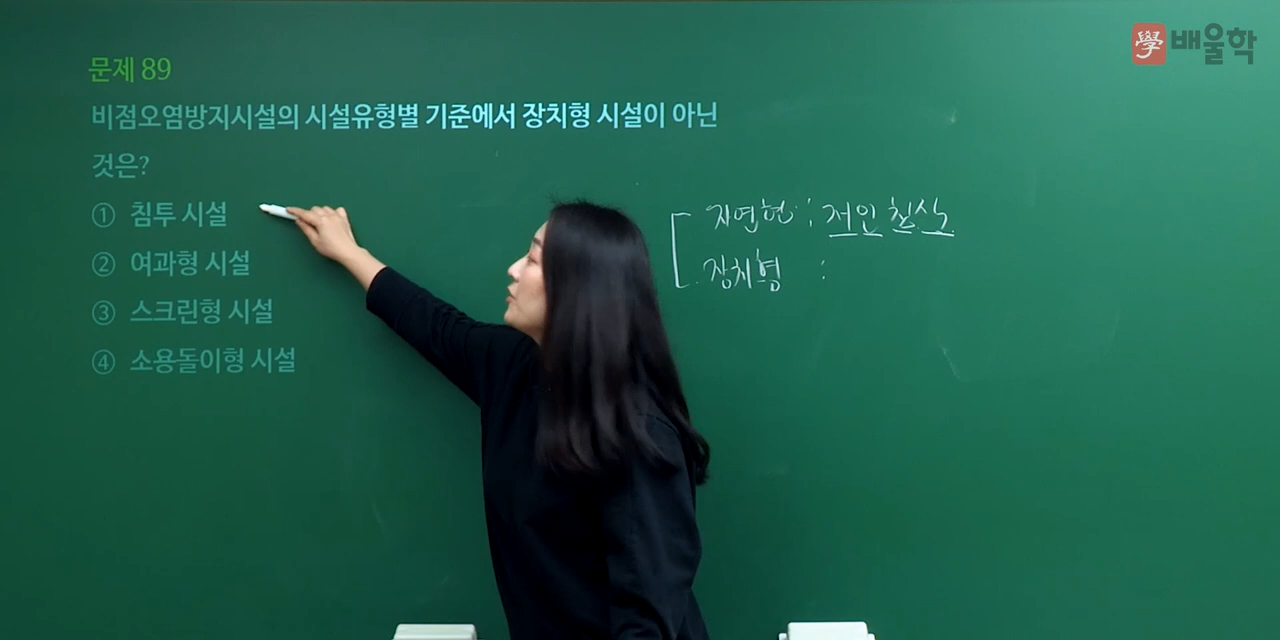 學 배울학
문제 89
비점오염방지시설의 시설유형별 기준에서 장치형 시설이 아닌
것은?
① 침투 시설
② 여과형 시설
③ 스크린형 시설
④ 소용돌이형 시설
자연형 : 저인 침식
장치형 :